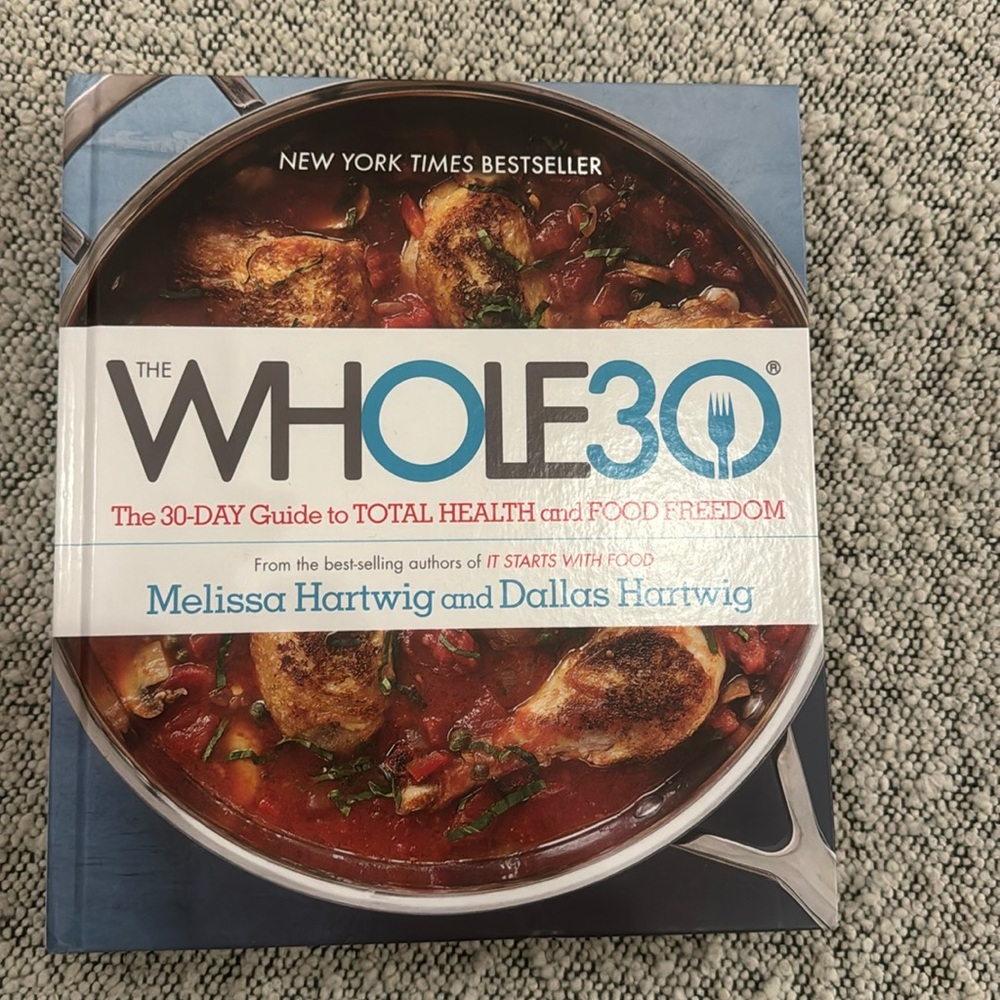 NEW YORK TIMES BESTSELLER
THE WHOLE30®
The 30-DAY Guide to TOTAL HEALTH and FOOD FREEDOM
From the best-selling authors of IT STARTS WITH FOOD
Melissa Hartwig and Dallas Hartwig